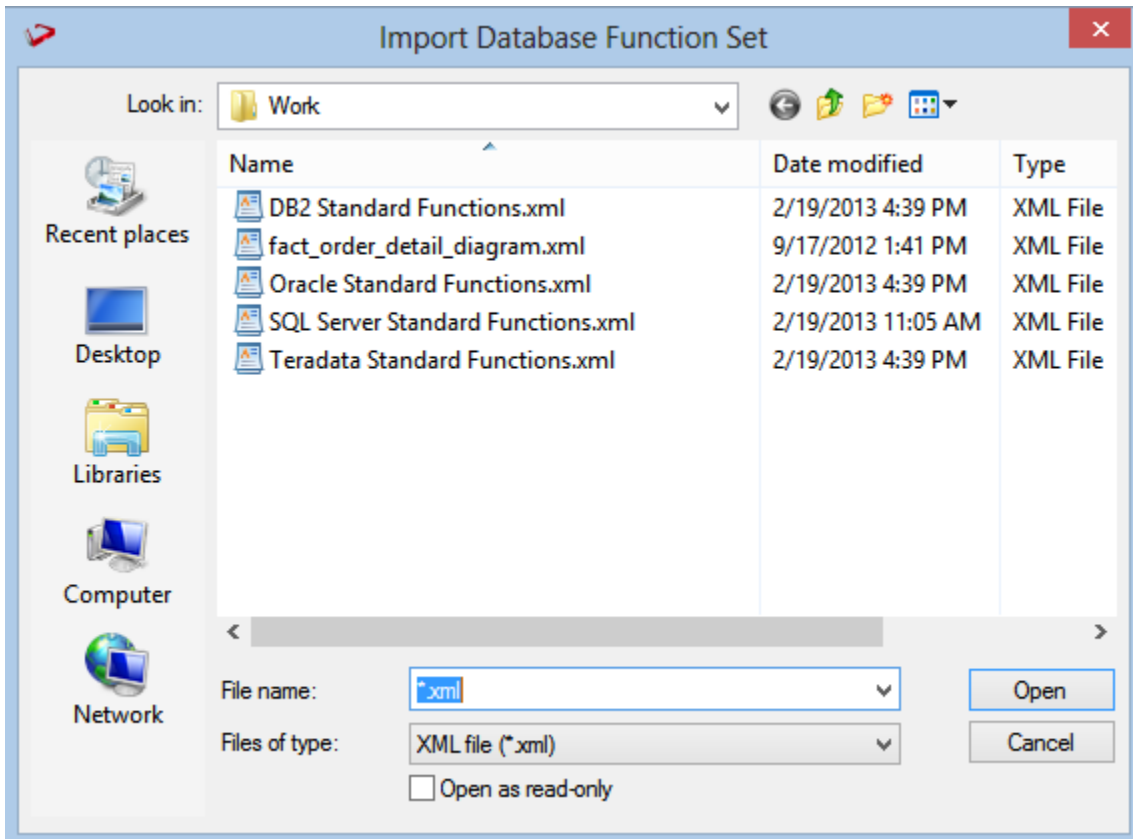 Import Database Function Set
Look in: Work
Name Date modified Type
DB2 Standard Functions.xml 2/19/2013 4:39 PM XML File
fact_order_detail_diagram.xml 9/17/2012 1:41 PM XML File
Oracle Standard Functions.xml 2/19/2013 4:39 PM XML File
SQL Server Standard Functions.xml 2/19/2013 11:05 AM XML File
Teradata Standard Functions.xml 2/19/2013 4:39 PM XML File
Recent places
Desktop
Libraries
Computer
Network
File name: *.xml Open
Files of type: XML file (*.xml) Cancel
Open as read-only